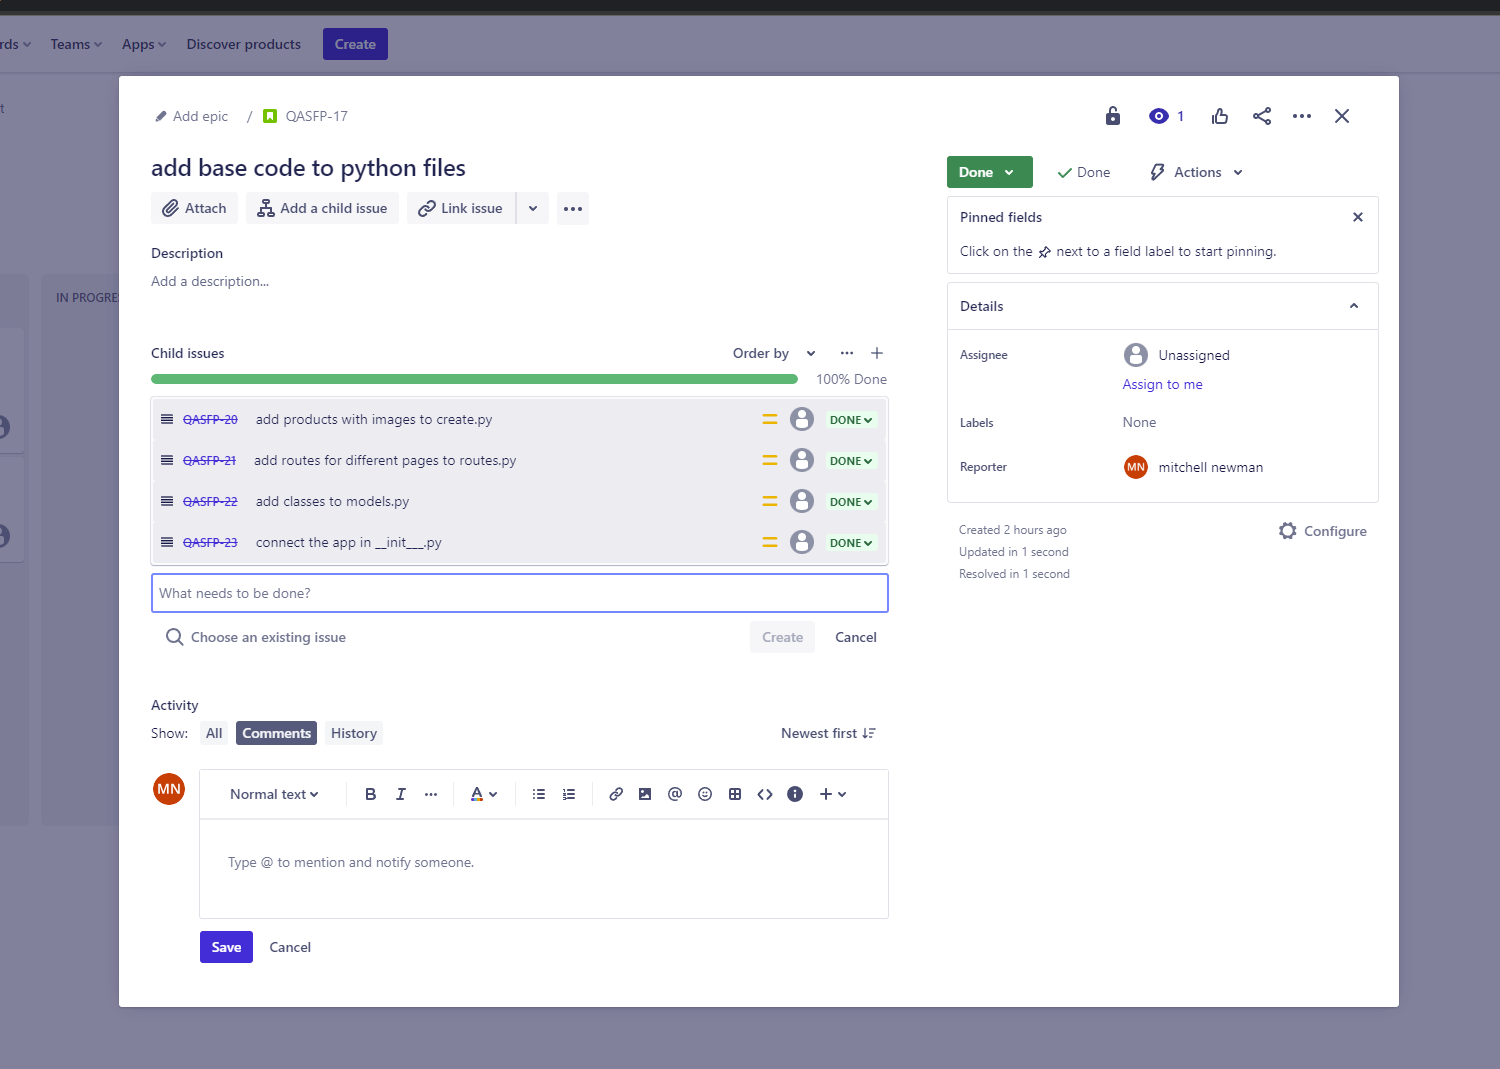 rds Teams Apps Discover products Create
t
Add epic / QASFP-17 1
add base code to python files
Done Done Actions
Attach Add a child issue Link issue
Pinned fields
Click on the next to a field label to start pinning.
Description
Add a description...
IN PROGRE
Details
Child issues Order by
100% Done
Assignee Unassigned
Assign to me
QASFP-20 add products with images to create.py DONE
Labels None
QASFP-21 add routes for different pages to routes.py DONE
Reporter MN mitchell newman
QASFP-22 add classes to models.py DONE
QASFP-23 connect the app in __init___.py DONE
Created 2 hours ago Configure
Updated in 1 second
Resolved in 1 second
What needs to be done?
Choose an existing issue Create Cancel
Activity
Show: All Comments History Newest first
MN Normal text B I A @
Type @ to mention and notify someone.
Save Cancel